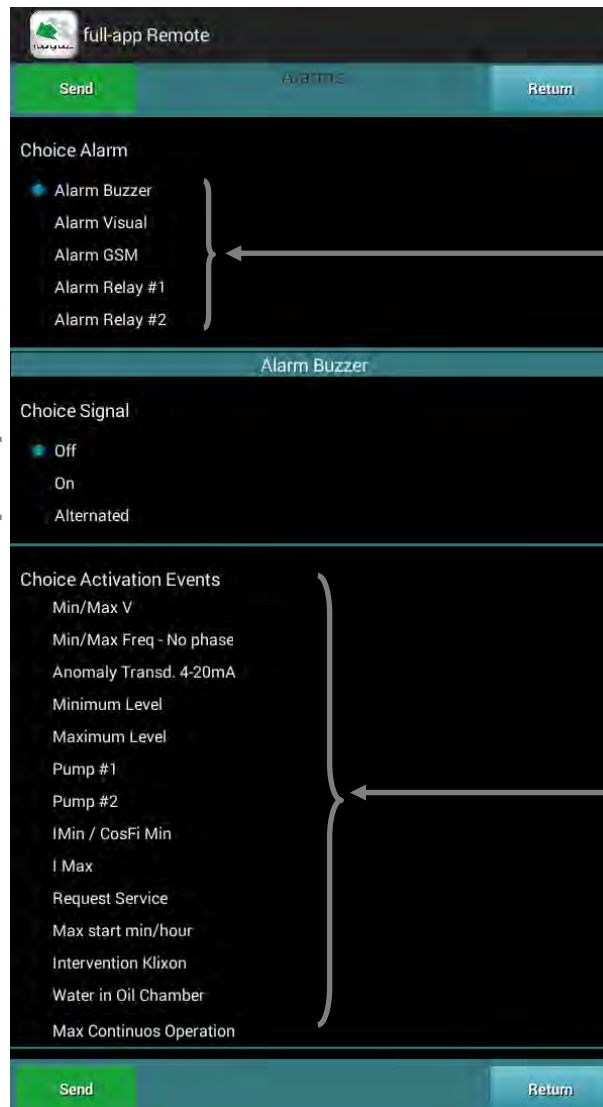 full-app Remote
Send Alarms Return
Choice Alarm
Alarm Buzzer
Alarm Visual
Alarm GSM
Alarm Relay #1
Alarm Relay #2
Alarm Buzzer
Choice Signal
Off
On
Alternated
Choice Activation Events
Min/Max V
Min/Max Freq - No phase
Anomaly Transd. 4-20mA
Minimum Level
Maximum Level
Pump #1
Pump #2
IMin / CosFi Min
I Max
Request Service
Max start min/hour
Intervention Klixon
Water in Oil Chamber
Max Continuos Operation
Send Return